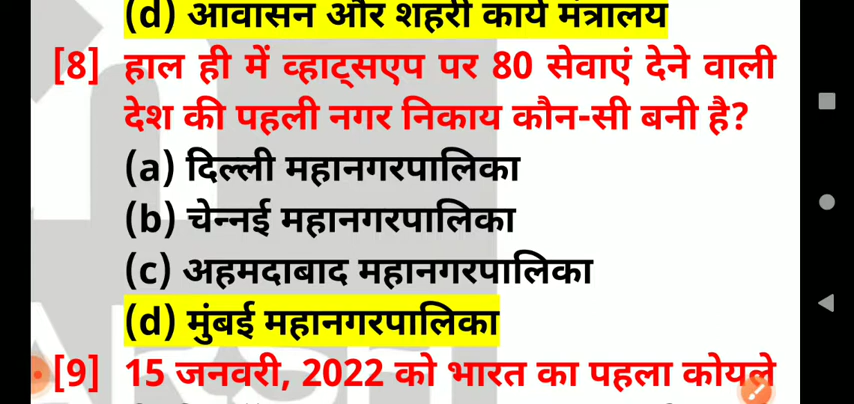 (d) आवासन और शहरी कार्य मंत्रालय
[8] हाल ही में व्हाट्सएप पर 80 सेवाएं देने वाली
देश की पहली नगर निकाय कौन-सी बनी है?
(a) दिल्ली महानगरपालिका
(b) चेन्नई महानगरपालिका
(c) अहमदाबाद महानगरपालिका
(d) मुंबई महानगरपालिका
[9] 15 जनवरी, 2022 को भारत का पहला कोयले